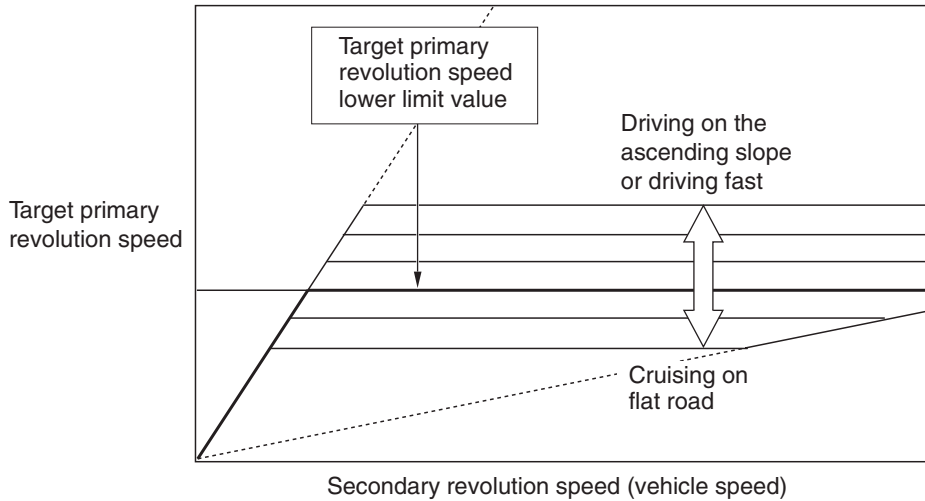 Target primary
revolution speed
lower limit value
Driving on the
ascending slope
or driving fast
Target primary
revolution speed
Cruising on
flat road
Secondary revolution speed (vehicle speed)